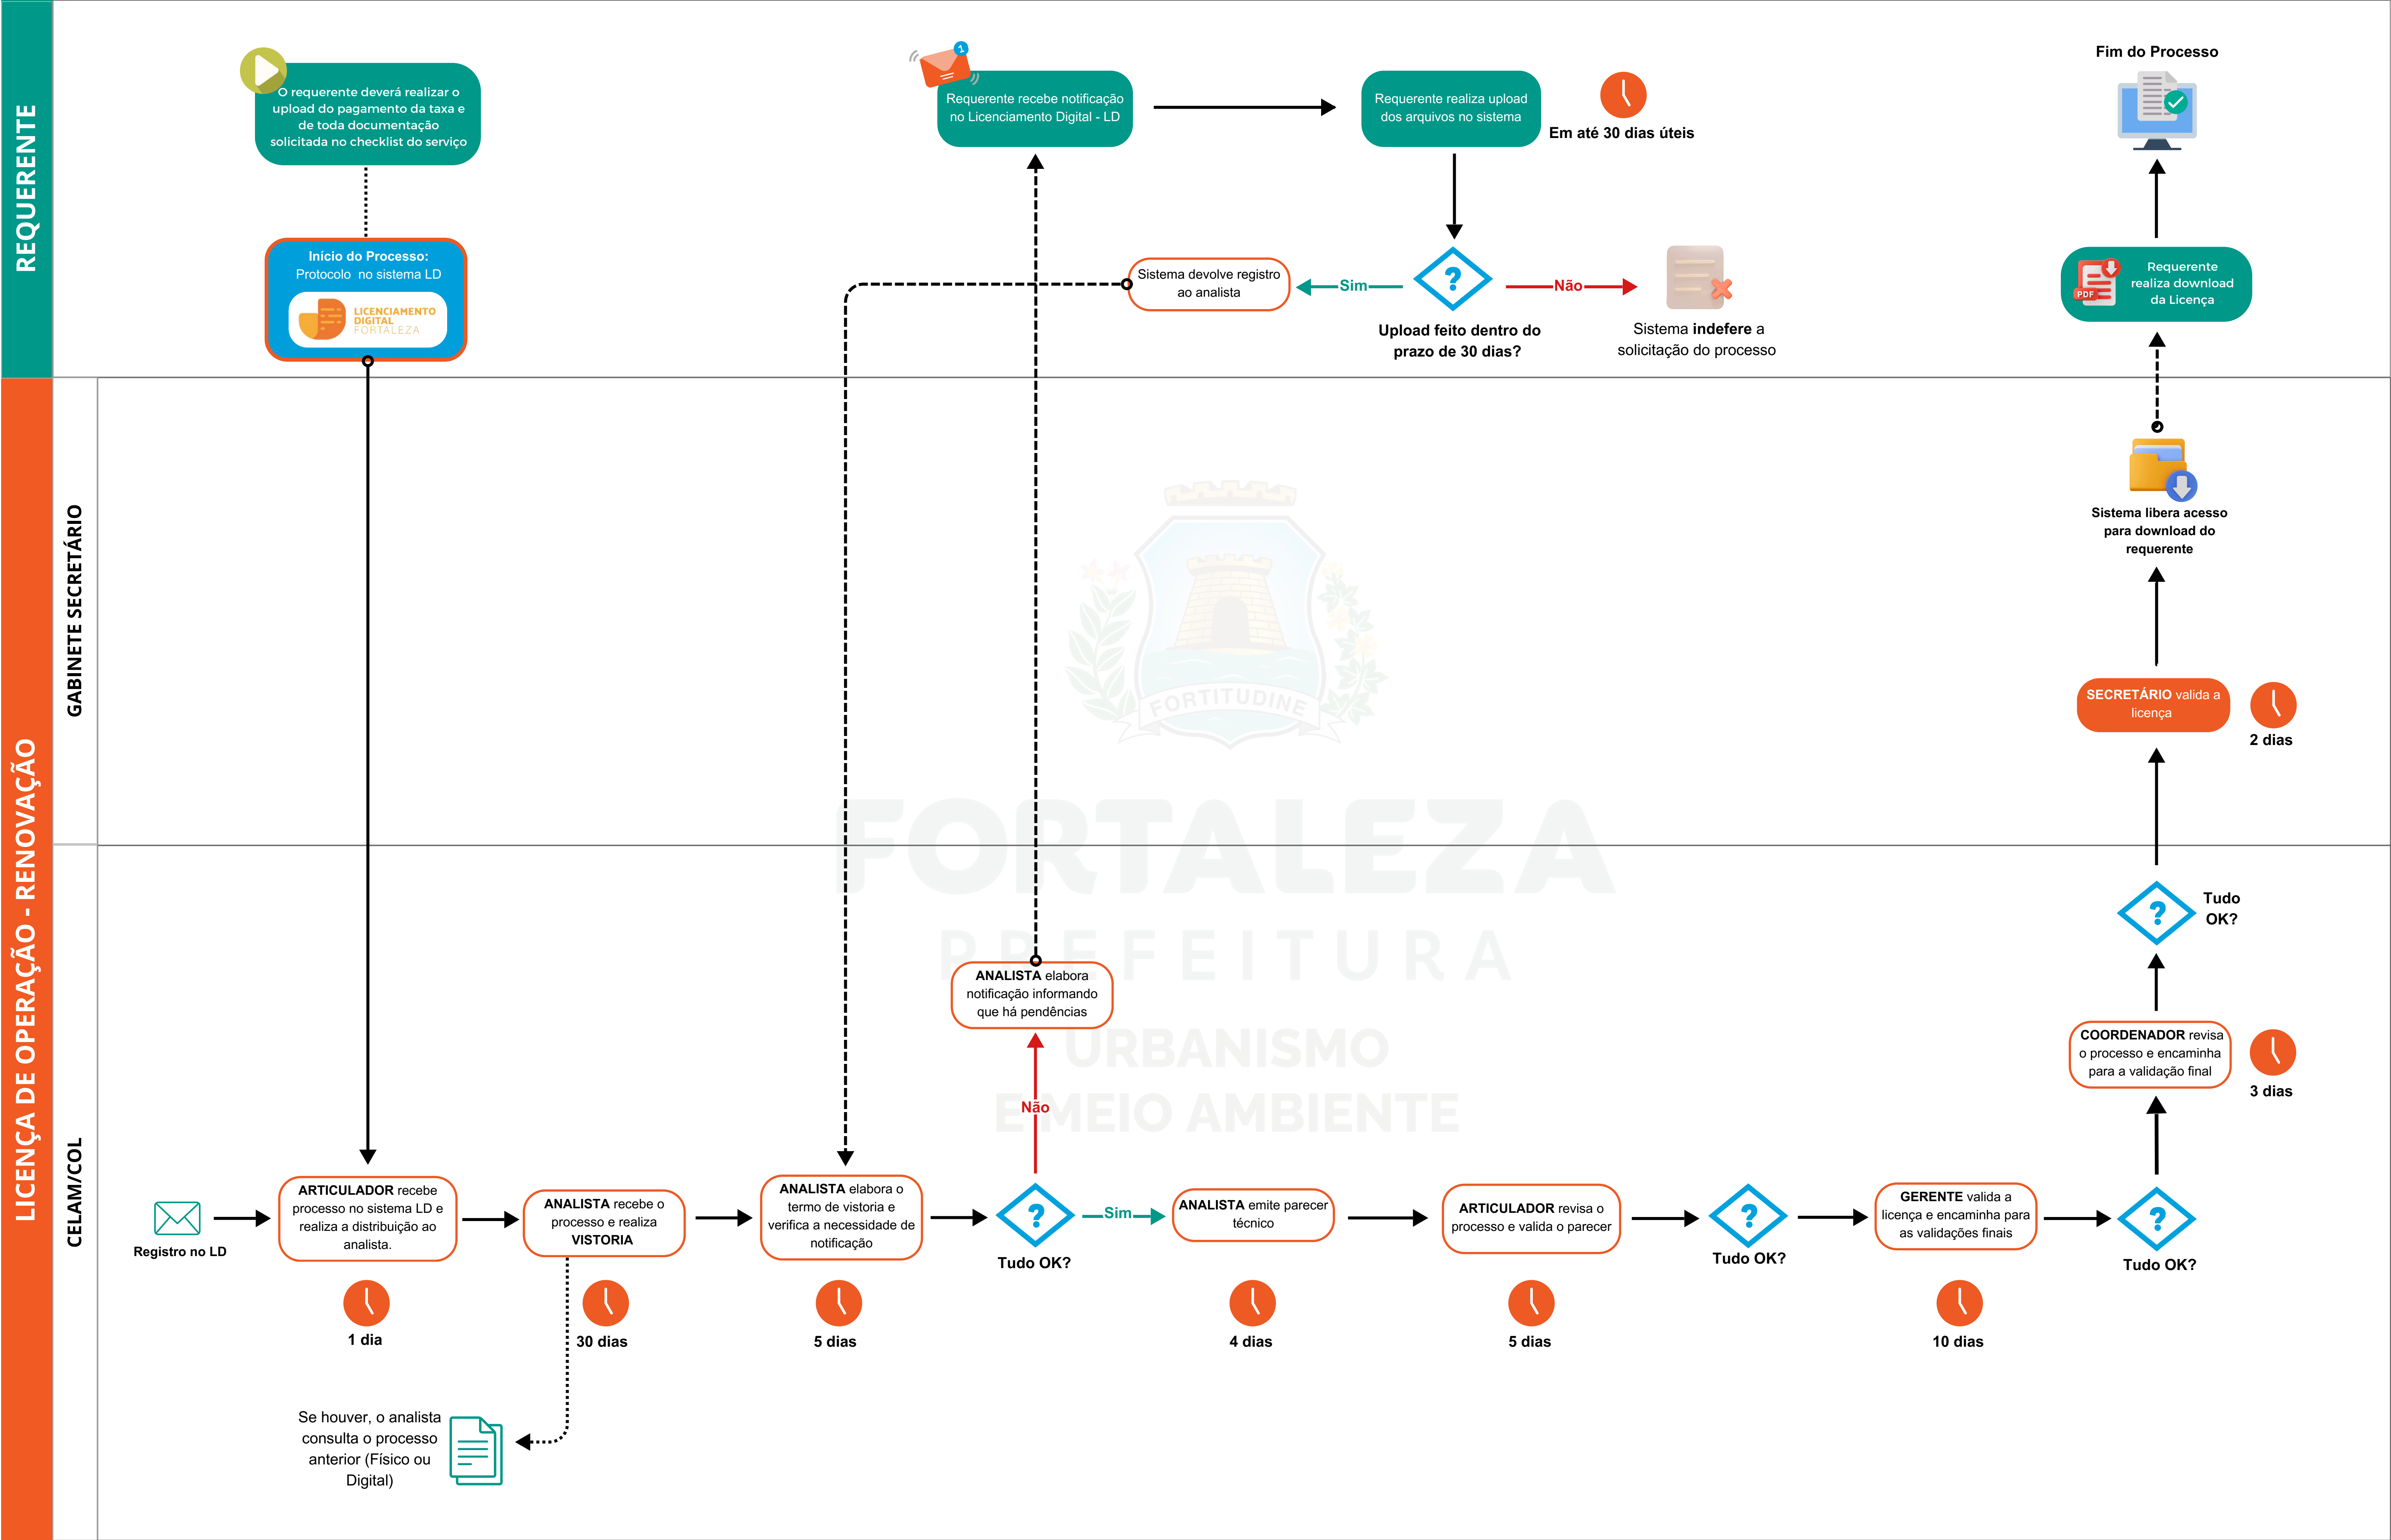 REQUERENTE
O requerente deverá realizar o
upload do pagamento da taxa e
de toda documentação
solicitada no checklist do serviço
Início do Processo:
Protocolo no sistema LD
LICENCIAMENTO
DIGITAL
FORTALEZA
1
Requerente recebe notificação
no Licenciamento Digital - LD
Requerente realiza upload
dos arquivos no sistema
Em até 30 dias úteis
Sistema devolve registro
ao analista
Sim
?
Não
Upload feito dentro do
prazo de 30 dias?
Sistema indefere a
solicitação do processo
Fim do Processo
PDF
Requerente
realiza download
da Licença
LICENÇA DE OPERAÇÃO - RENOVAÇÃO
GABINETE SECRETÁRIO
Sistema libera acesso
para download do
requerente
SECRETÁRIO valida a
licença
2 dias
FORTITUDINE
FORTALEZA
PREFEITURA
URBANISMO
E MEIO AMBIENTE
CELAM/COL
Registro no LD
ARTICULADOR recebe
processo no sistema LD e
realiza a distribuição ao
analista.
1 dia
ANALISTA recebe o
processo e realiza
VISTORIA
30 dias
Se houver, o analista
consulta o processo
anterior (Físico ou
Digital)
ANALISTA elabora o
termo de vistoria e
verifica a necessidade de
notificação
5 dias
?
Tudo OK?
Não
ANALISTA elabora
notificação informando
que há pendências
Sim
ANALISTA emite parecer
técnico
4 dias
ARTICULADOR revisa o
processo e valida o parecer
5 dias
?
Tudo OK?
GERENTE valida a
licença e encaminha para
as validações finais
10 dias
?
Tudo OK?
COORDENADOR revisa
o processo e encaminha
para a validação final
3 dias
?
Tudo
OK?